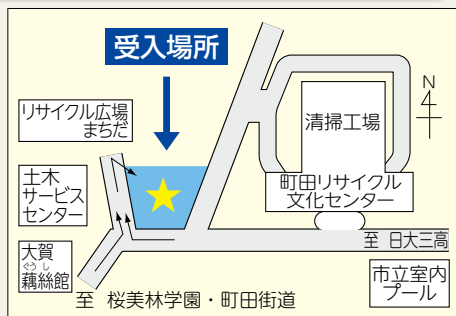 受入場所
リサイクル広場
まちだ
土木
サービス
センター
大賀
ぐうし
藕絲館
清掃工場
町田リサイクル
文化センター
N
至 日大三高
市立室内
プール
至 桜美林学園・町田街道